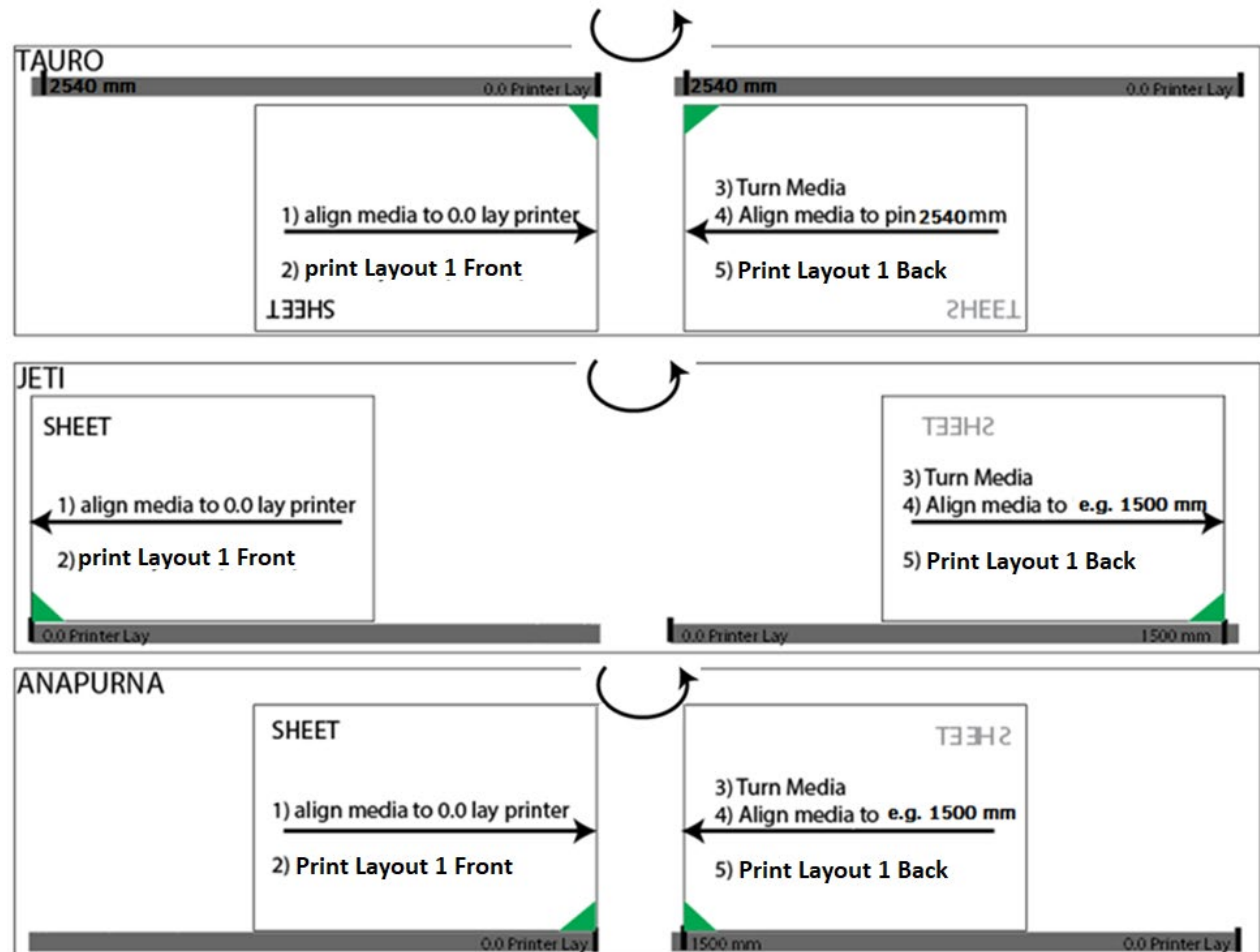 TAURO
2540 mm 0.0 Printer Lay
2540 mm 0.0 Printer Lay
1) align media to 0.0 lay printer
2) print Layout 1 Front
SHEET
3) Turn Media
4) Align media to pin 2540mm
5) Print Layout 1 Back
SHEET
JETI
SHEET
1) align media to 0.0 lay printer
2) print Layout 1 Front
0.0 Printer Lay
SHEET
3) Turn Media
4) Align media to e.g. 1500 mm
5) Print Layout 1 Back
0.0 Printer Lay 1500 mm
ANAPURNA
SHEET
1) align media to 0.0 lay printer
2) Print Layout 1 Front
0.0 Printer Lay
SHEET
3) Turn Media
4) Align media to e.g. 1500 mm
5) Print Layout 1 Back
1500 mm 0.0 Printer Lay